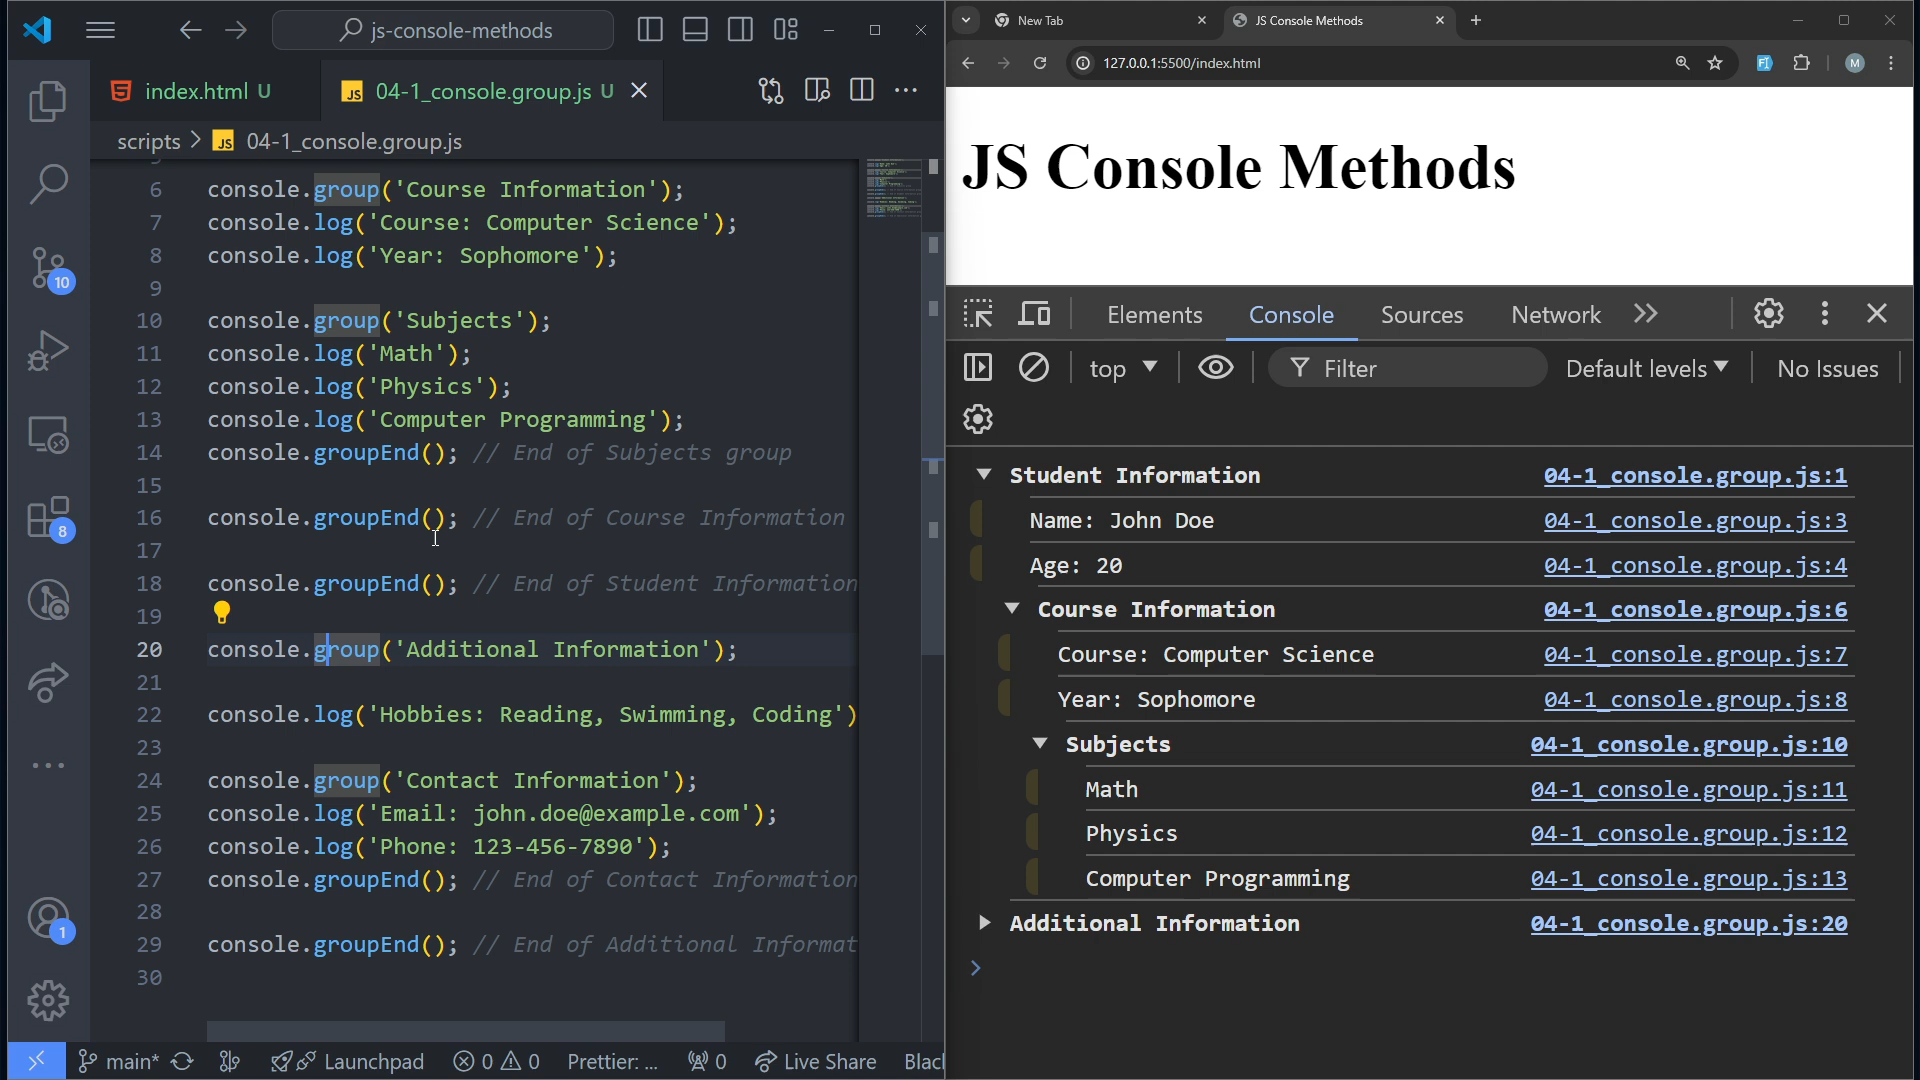 js-console-methods
index.html U
JS 04-1_console.group.js U
scripts > JS 04-1_console.group.js
6 console.group('Course Information');
7 console.log('Course: Computer Science');
8 console.log('Year: Sophomore');
9
10 console.group('Subjects');
11 console.log('Math');
12 console.log('Physics');
13 console.log('Computer Programming');
14 console.groupEnd(); // End of Subjects group
15
16 console.groupEnd(); // End of Course Information
17
18 console.groupEnd(); // End of Student Information
19
20 console.group('Additional Information');
21
22 console.log('Hobbies: Reading, Swimming, Coding')
23
24 console.group('Contact Information');
25 console.log('Email: john.doe@example.com');
26 console.log('Phone: 123-456-7890');
27 console.groupEnd(); // End of Contact Information
28
29 console.groupEnd(); // End of Additional Informat
30
10
8
1
main* Launchpad 0 0 Prettier: ... 0 Live Share Blac
New Tab
JS Console Methods
127.0.0.1:5500/index.html
M
JS Console Methods
Elements Console Sources Network
top Filter Default levels No Issues
Student Information 04-1_console.group.js:1
Name: John Doe 04-1_console.group.js:3
Age: 20 04-1_console.group.js:4
Course Information 04-1_console.group.js:6
Course: Computer Science 04-1_console.group.js:7
Year: Sophomore 04-1_console.group.js:8
Subjects 04-1_console.group.js:10
Math 04-1_console.group.js:11
Physics 04-1_console.group.js:12
Computer Programming 04-1_console.group.js:13
Additional Information 04-1_console.group.js:20